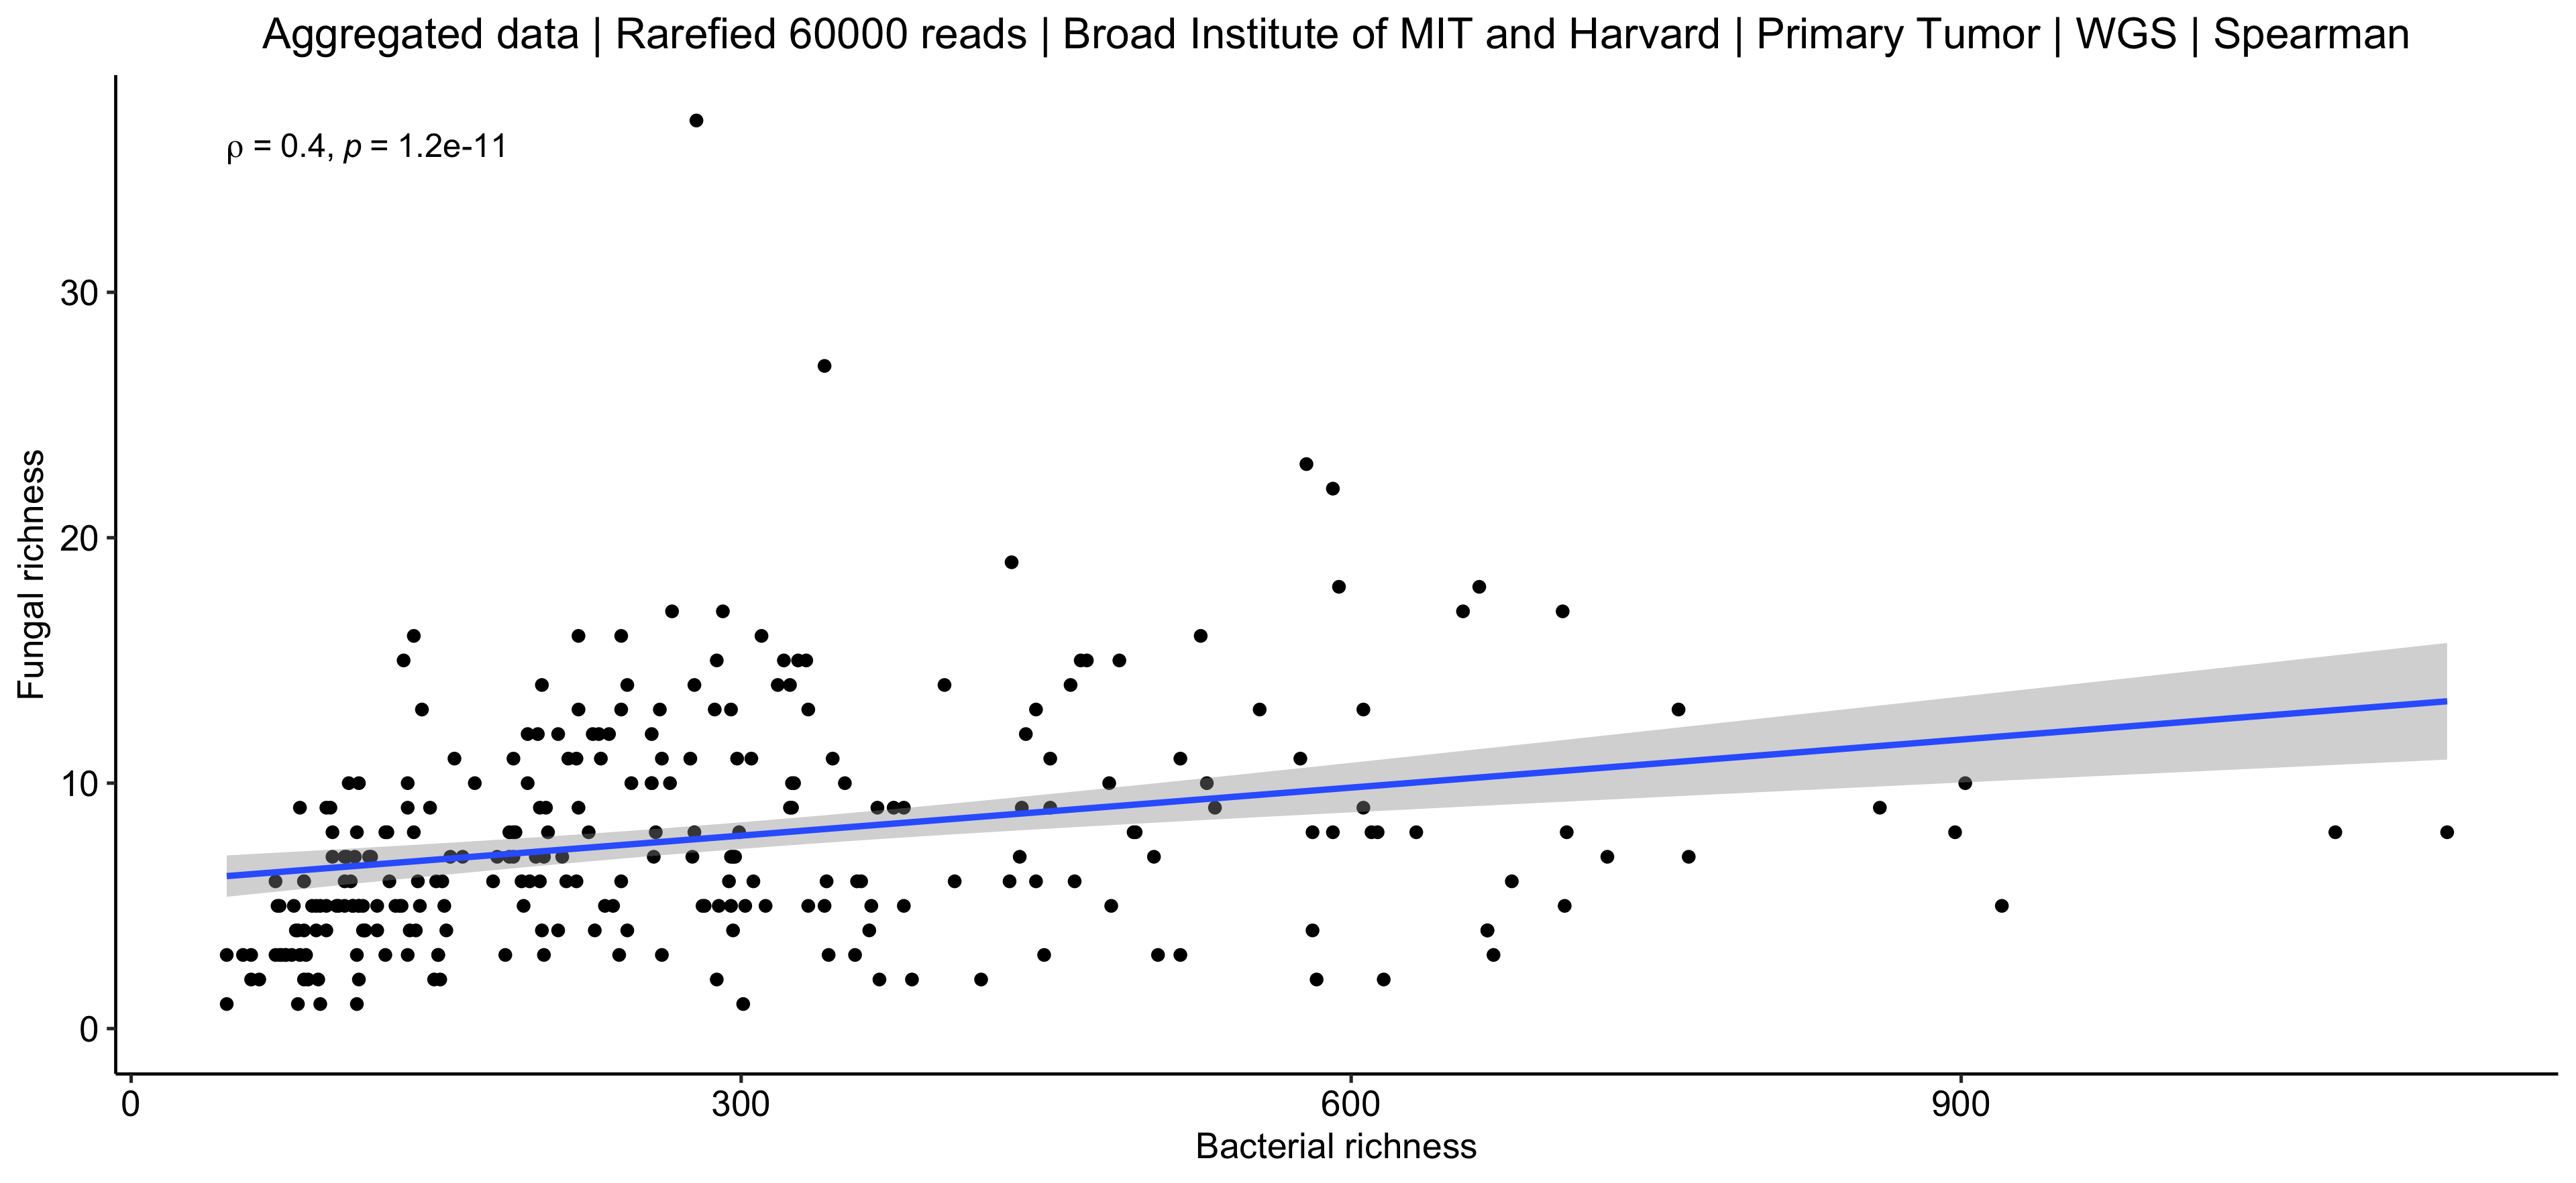 Aggregated data | Rarefied 60000 reads | Broad Institute of MIT and Harvard | Primary Tumor | WGS | Spearman
ρ = 0.4, p = 1.2e-11
30
20
10
0
Fungal richness
0 300 600 900
Bacterial richness